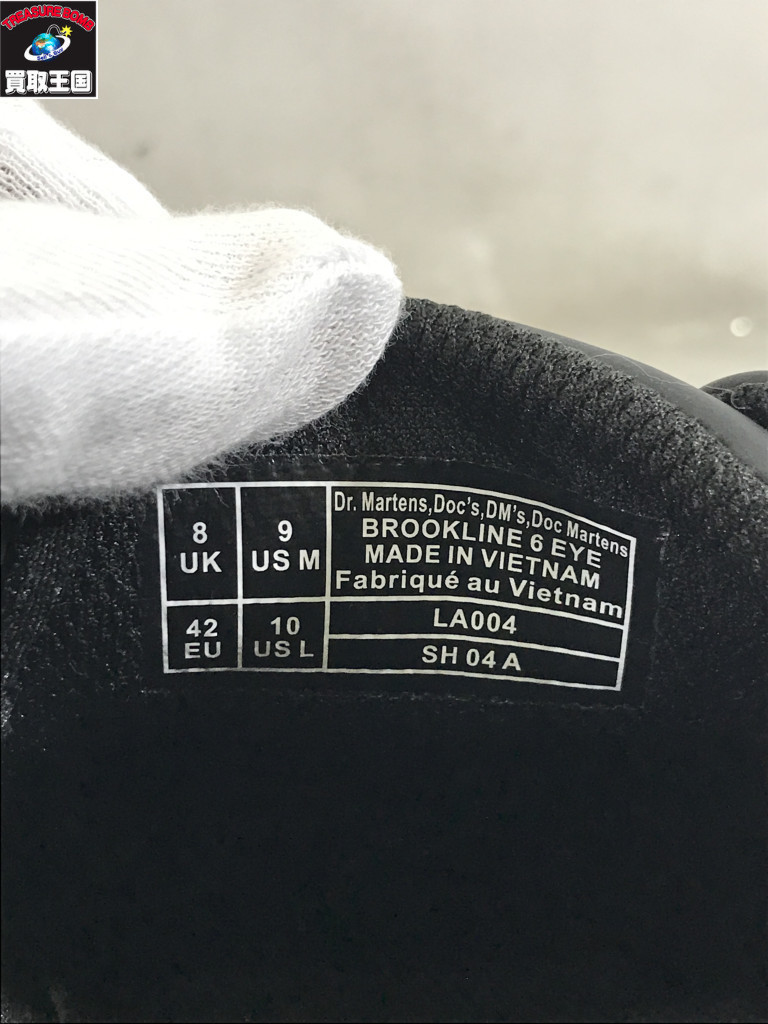 TREASURE BOMB
買取王国
8
UK
9
US M
42
EU
10
US L
Dr. Martens,Doc's,DM's,Doc Martens
BROOKLINE 6 EYE
MADE IN VIETNAM
Fabriqué au Vietnam
LA004
SH 04 A